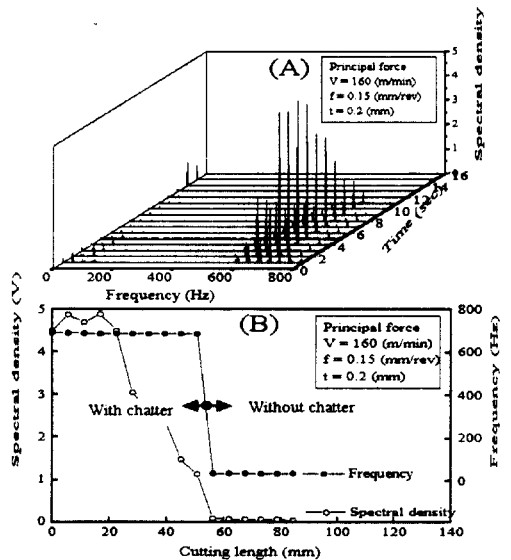 (A)
Principal force
V = 160 (m/min)
f = 0.15 (mm/rev)
t = 0.2 (mm)
Spectral density
5
4
3
2
1
16
14
12
10
8
6
4
2
0
Time (sec)
0 200 400 600 800
Frequency (Hz)
(B)
Principal force
V = 160 (m/min)
f = 0.15 (mm/rev)
t = 0.2 (mm)
Spectral density (V)
5
4
3
2
1
0
With chatter
Without chatter
Frequency
Spectral density
800
600
400
200
0
Frequency (Hz)
0 20 40 60 80 100 120 140
Cutting length (mm)